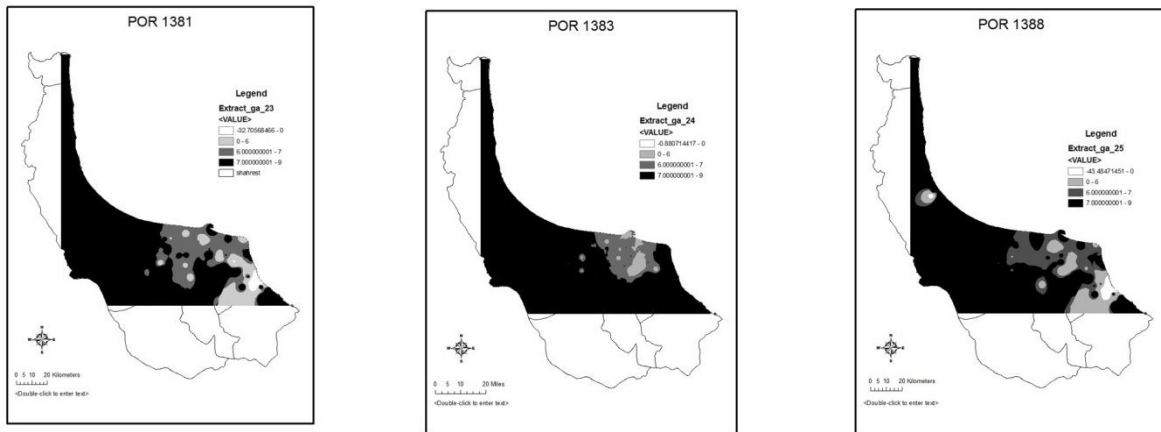 POR 1381
Legend
Extract_ga_23
<VALUE>
-32.70568466 - 0
0 - 6
6.000000001 - 7
7.000000001 - 9
shahrest
N
W E
S
0 5 10 20 Kilometers
<Double-click to enter text>
POR 1383
Legend
Extract_ga_24
<VALUE>
-0.880714417 - 0
0 - 6
6.000000001 - 7
7.000000001 - 9
N
W E
S
0 5 10 20 Miles
<Double-click to enter text>
POR 1388
Legend
Extract_ga_25
<VALUE>
-43.48471451 - 0
0 - 6
6.000000001 - 7
7.000000001 - 9
N
W E
S
0 5 10 20 Kilometers
<Double-click to enter text>